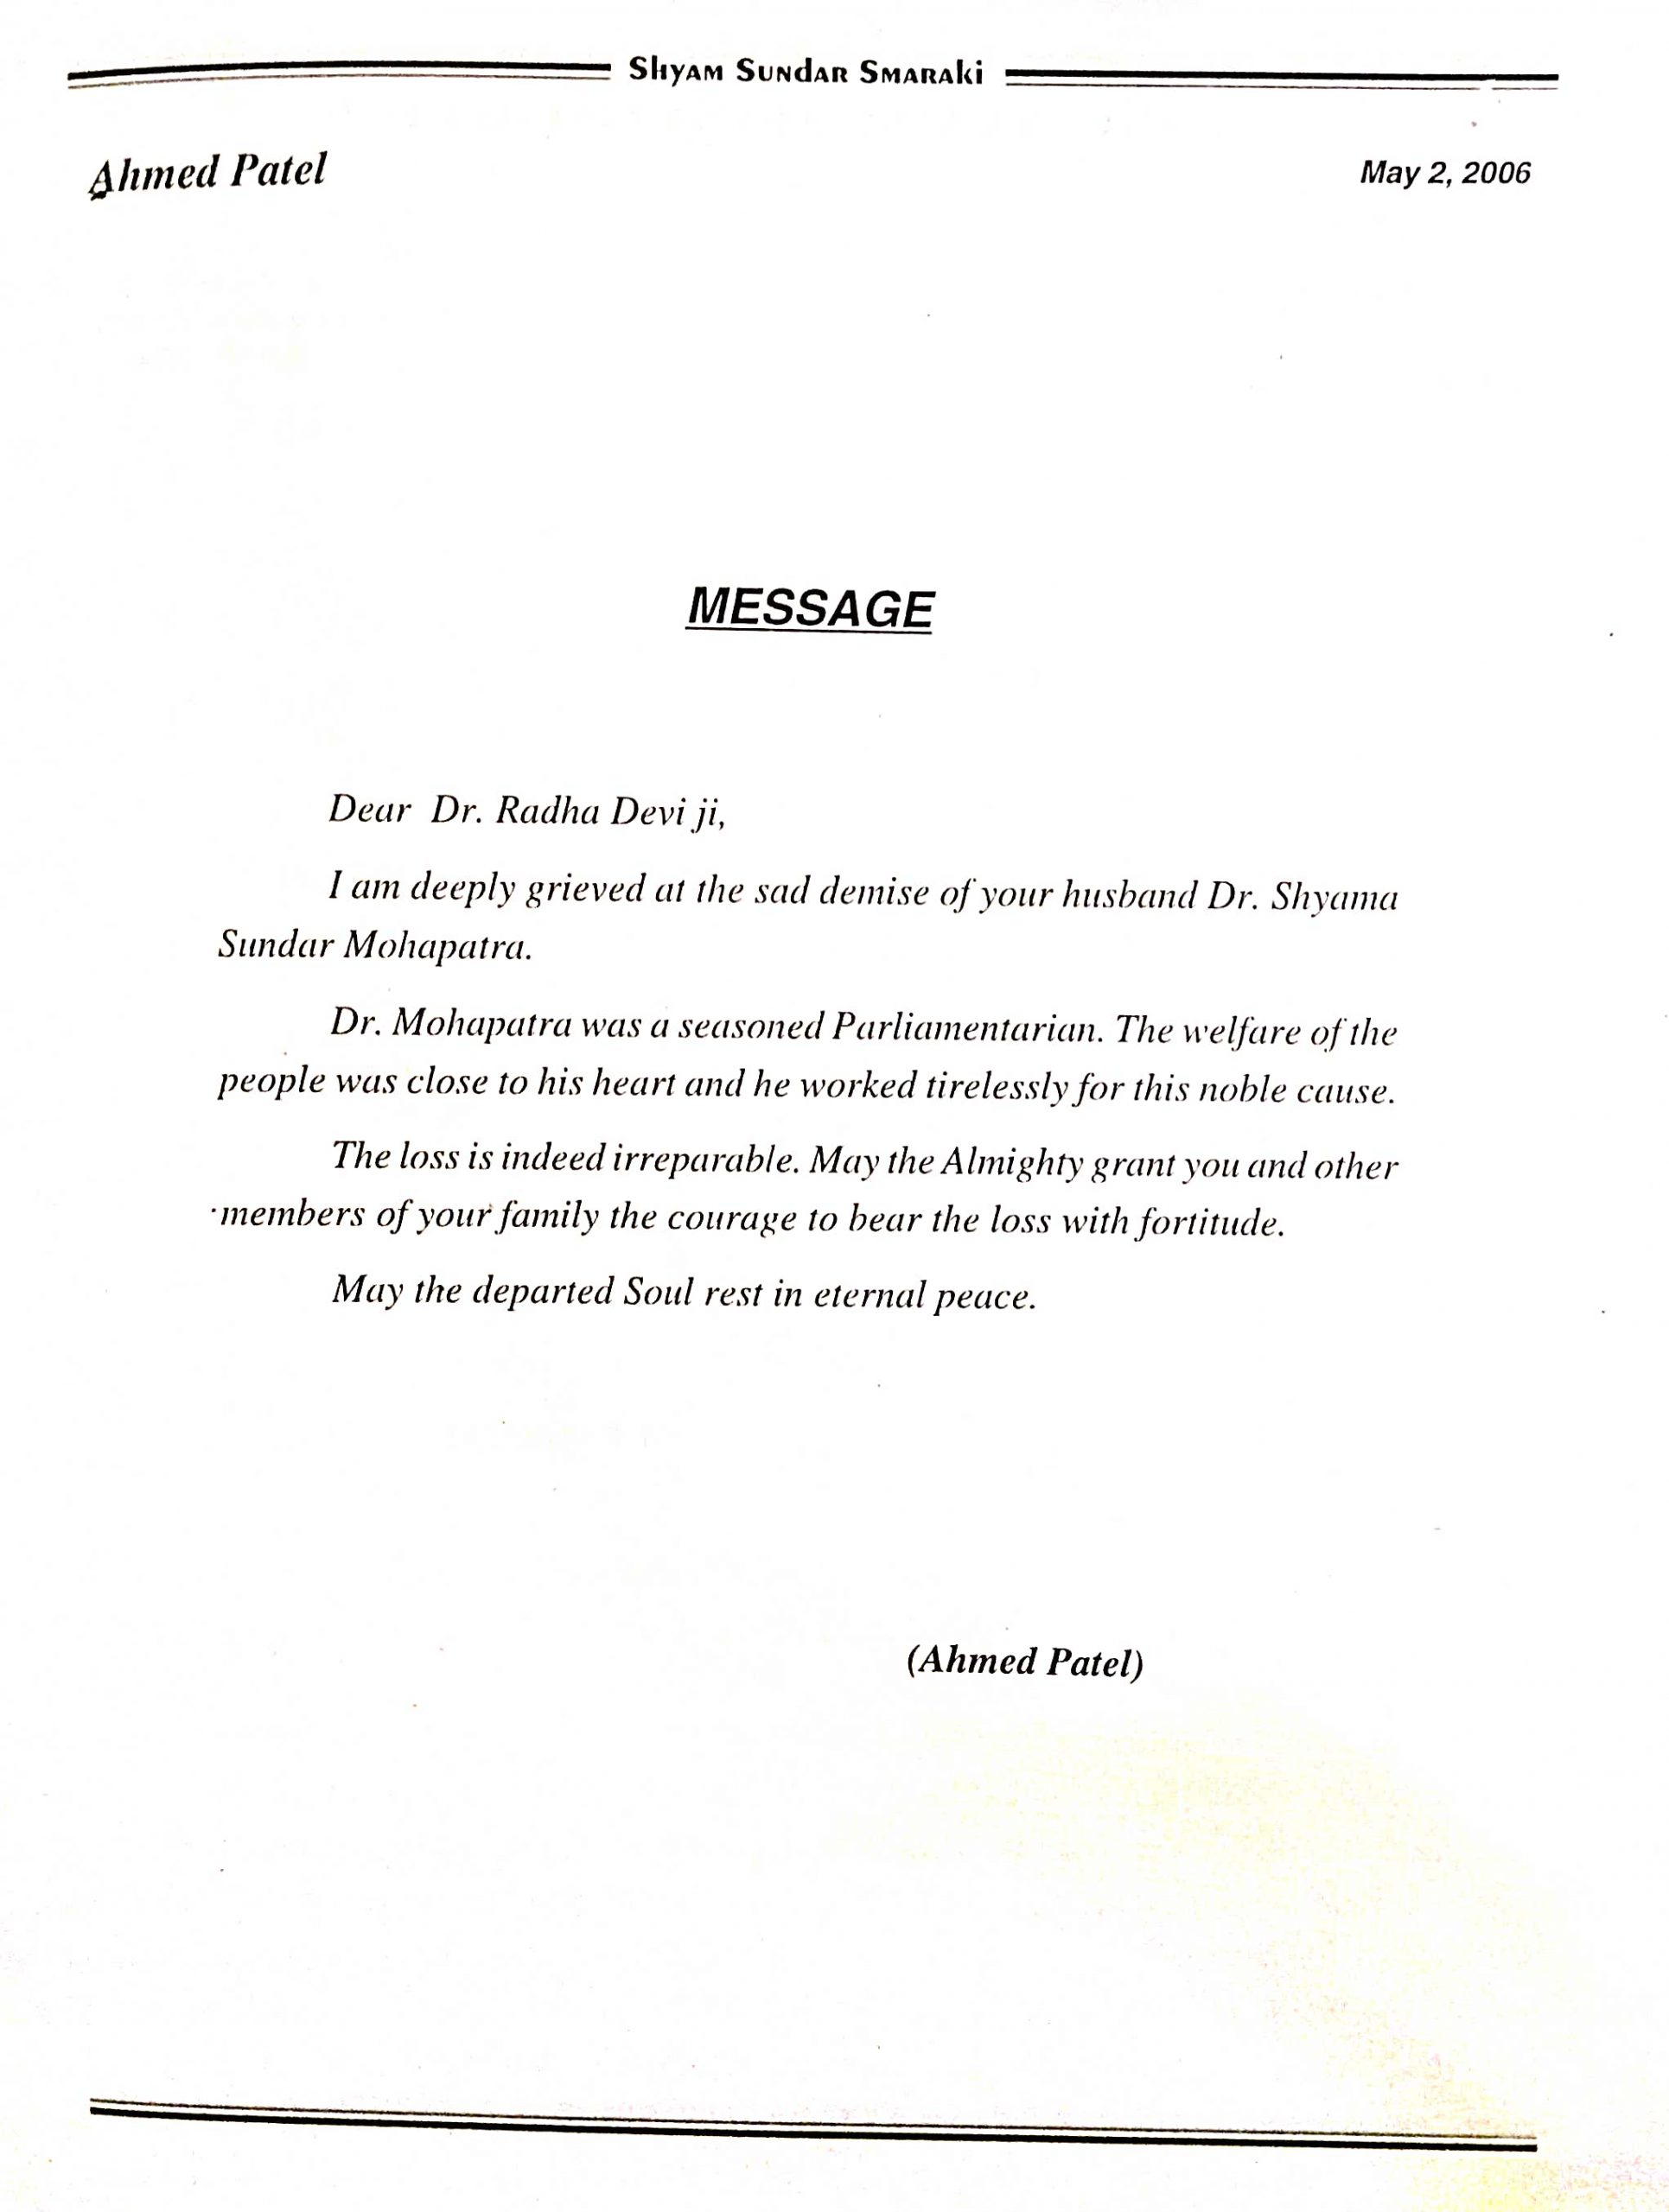 Shyam Sundar Smaraki
Ahmed Patel
May 2, 2006
MESSAGE
Dear Dr. Radha Devi ji,
I am deeply grieved at the sad demise of your husband Dr. Shyama
Sundar Mohapatra.
Dr. Mohapatra was a seasoned Parliamentarian. The welfare of the
people was close to his heart and he worked tirelessly for this noble cause.
The loss is indeed irreparable. May the Almighty grant you and other
members of your family the courage to bear the loss with fortitude.
May the departed Soul rest in eternal peace.
(Ahmed Patel)